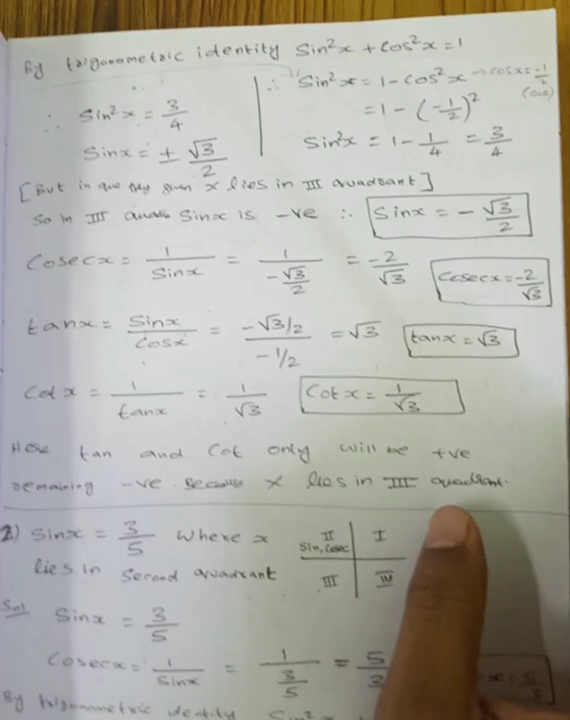 By trigonometric identity Sin²x + Cos²x = 1
∴ Sin²x = 1 - Cos²x → cosx = -1/2
= 1 - (-1/2)²
Sin²x = 1 - 1/4 = 3/4
∴ Sin²x = 3/4
Sinx = ± √3/2
[But in que they given x lies in III quadrant]
So in III Sinx is -ve ∴ Sinx = - √3/2
Cosecx = 1/Sinx = 1/(-√3/2) = -2/√3 Cosecx = -2/√3
tanx = Sinx/Cosx = (-√3/2)/(-1/2) = √3 tanx = √3
Cot x = 1/tanx = 1/√3 Cot x = 1/√3
Here tan and Cot only will be +ve
remaining -ve Because x lies in III quadrant.
2) Sinx = 3/5 where x
lies in Second quadrant
II I
Sin, Cosec
III IV
Sol Sinx = 3/5
Cosecx = 1/Sinx = 1/(3/5) = 5/3
By trigonometric identity Sin²x